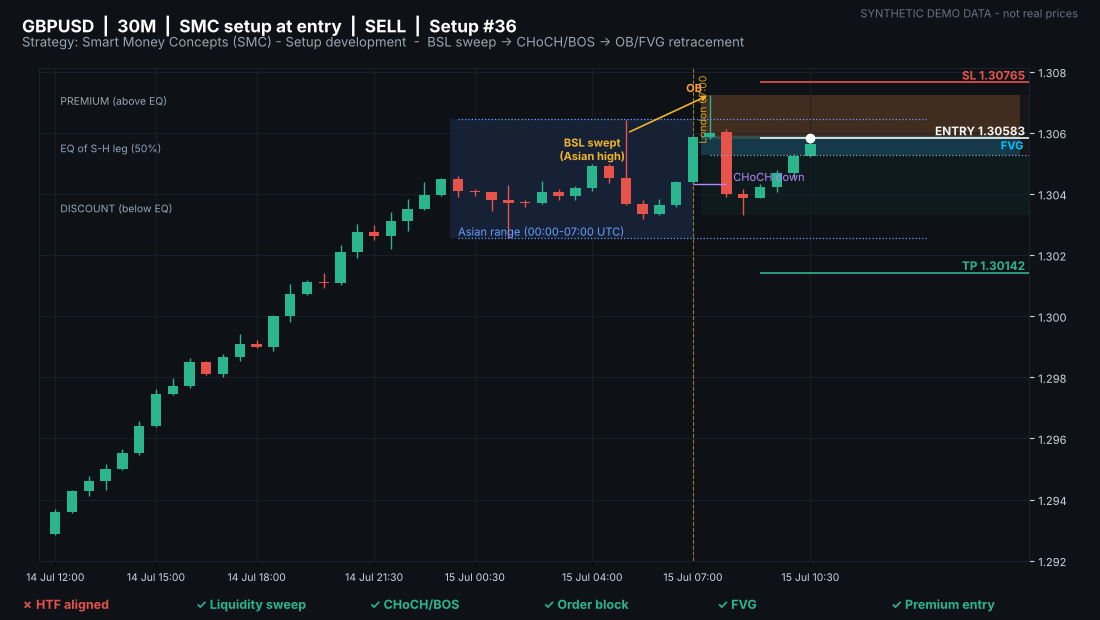 SYNTHETIC DEMO DATA - not real prices
GBPUSD | 30M | SMC setup at entry | SELL | Setup #36
Strategy: Smart Money Concepts (SMC) - Setup development - BSL sweep → CHoCH/BOS → OB/FVG retracement
SL 1.30765
1.308
OB
London 07:00
PREMIUM (above EQ)
ENTRY 1.30583
1.306
BSL swept
(Asian high)
FVG
EQ of S-H leg (50%)
CHoCH down
1.304
DISCOUNT (below EQ)
Asian range (00:00-07:00 UTC)
1.302
TP 1.30142
1.300
1.298
1.296
1.294
1.292
14 Jul 12:00 14 Jul 15:00 14 Jul 18:00 14 Jul 21:30 15 Jul 00:30 15 Jul 04:00 15 Jul 07:00 15 Jul 10:30
× HTF aligned ✓ Liquidity sweep ✓ CHoCH/BOS ✓ Order block ✓ FVG ✓ Premium entry